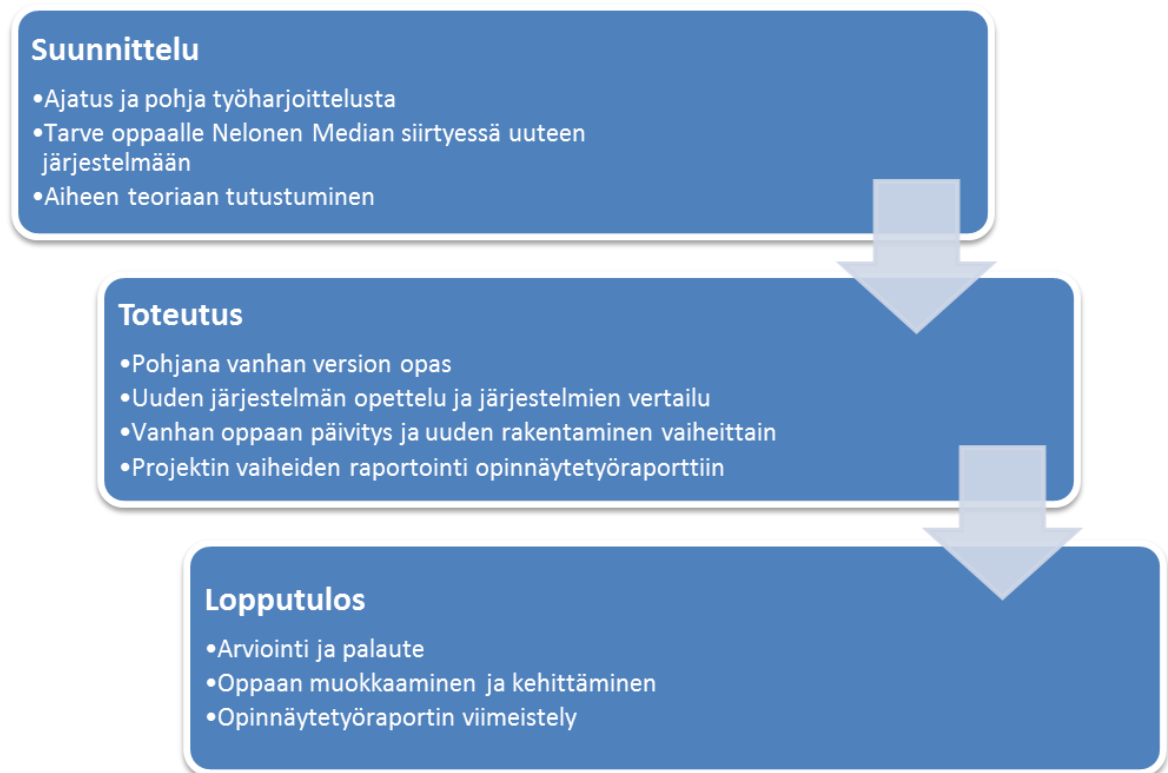 Suunnittelu
•Ajatus ja pohja työharjoittelusta
•Tarve oppaalle Nelonen Median siirtyessä uuteen
järjestelmään
•Aiheen teoriaan tutustuminen
Toteutus
•Pohjana vanhan version opas
•Uuden järjestelmän opettelu ja järjestelmien vertailu
•Vanhan oppaan päivitys ja uuden rakentaminen vaiheittain
•Projektin vaiheiden raportointi opinnäytetyöraporttiin
Lopputulos
•Arviointi ja palaute
•Oppaan muokkaaminen ja kehittäminen
•Opinnäytetyöraportin viimeistely